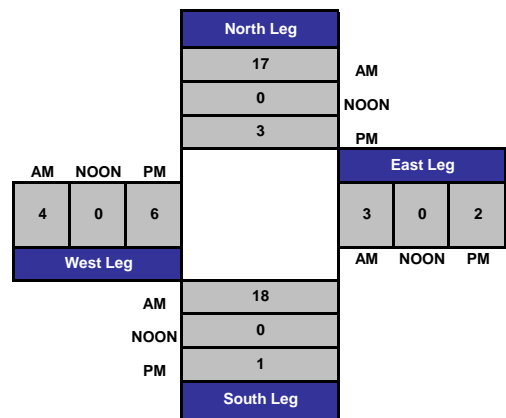 North Leg
17 AM
0 NOON
3 PM
AM NOON PM East Leg
4 0 6 3 0 2
West Leg AM NOON PM
AM 18
NOON 0
PM 1
South Leg